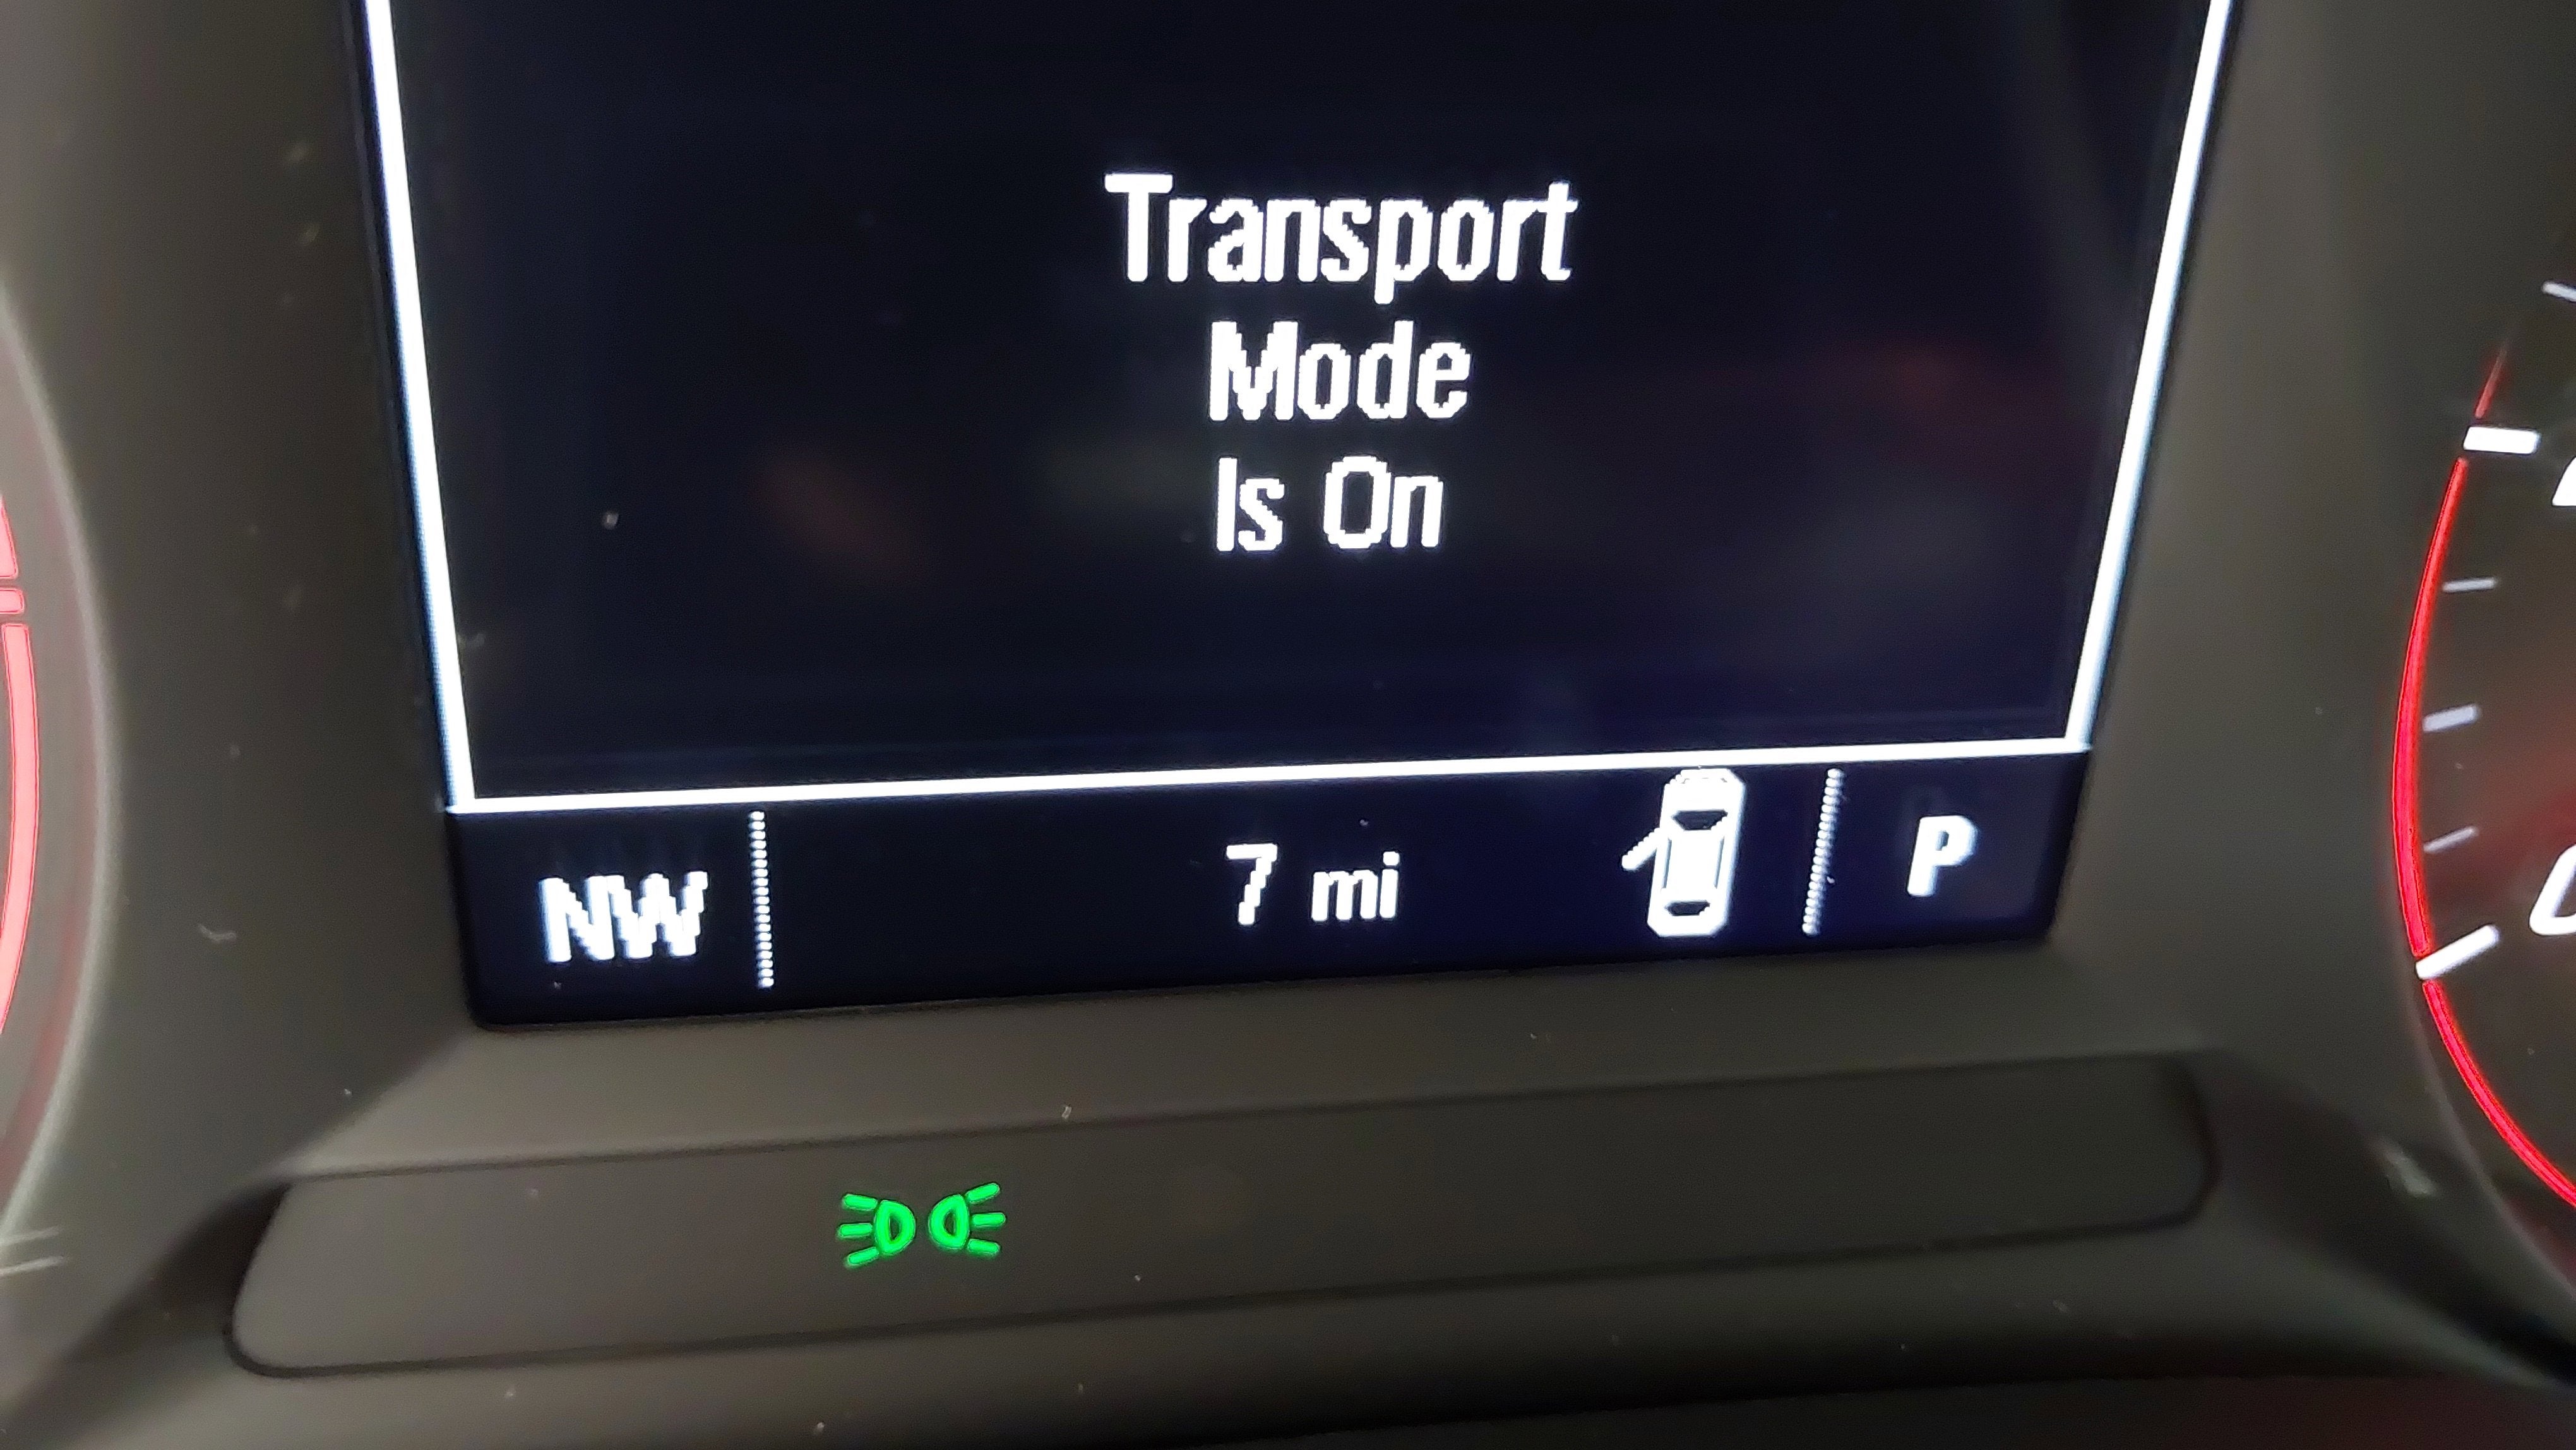 Transport
Mode
Is On
NW 7 mi P